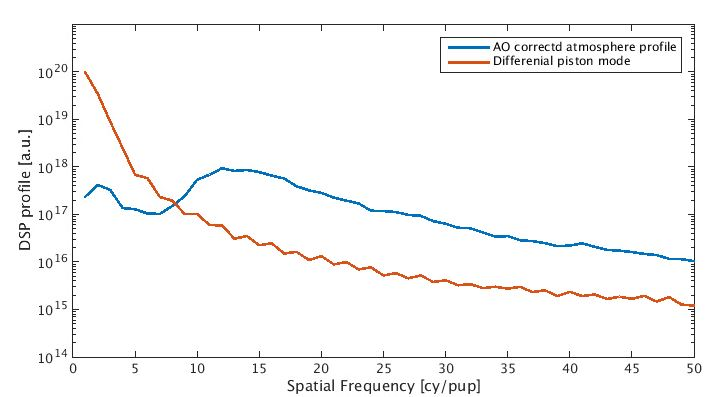 AO correctd atmosphere profile
Differenial piston mode
10^20
10^19
10^18
10^17
10^16
10^15
10^14
DSP profile [a.u.]
0 5 10 15 20 25 30 35 40 45 50
Spatial Frequency [cy/pup]